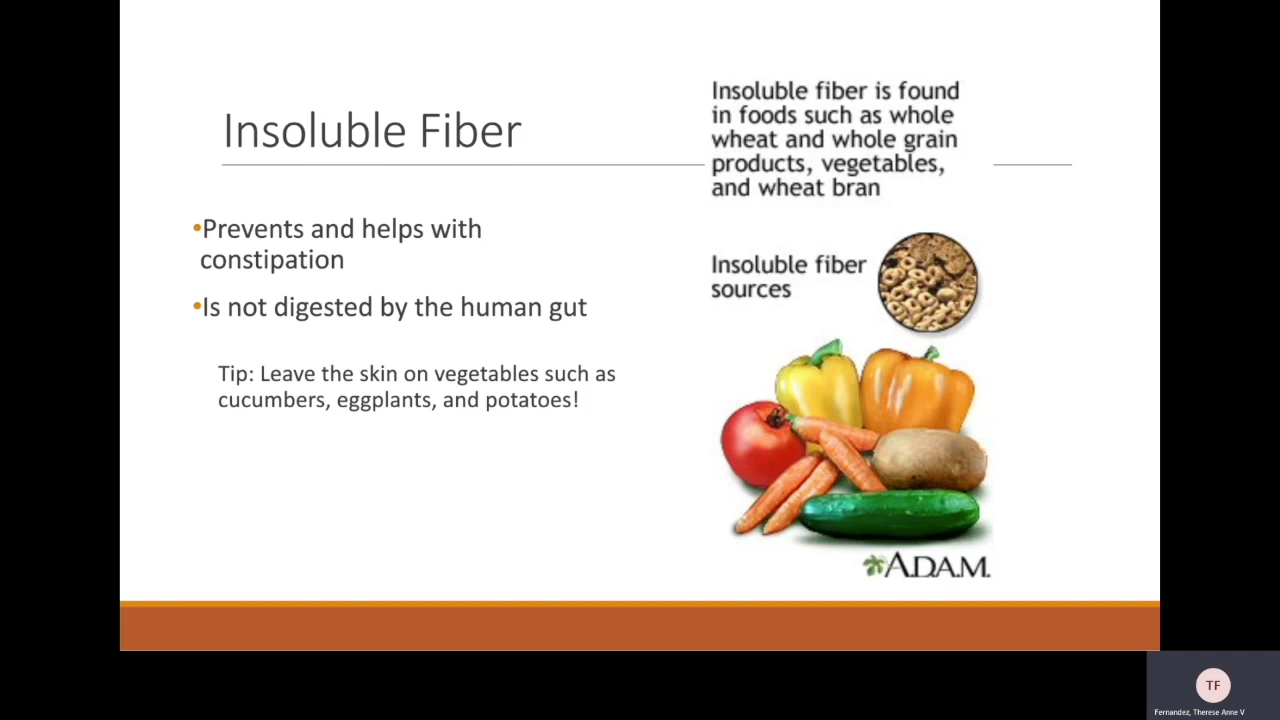 Insoluble Fiber
•Prevents and helps with
constipation
•Is not digested by the human gut
Tip: Leave the skin on vegetables such as
cucumbers, eggplants, and potatoes!
Insoluble fiber is found
in foods such as whole
wheat and whole grain
products, vegetables,
and wheat bran
Insoluble fiber
sources
A.D.A.M.
TF
Fernandez, Therese Anne V